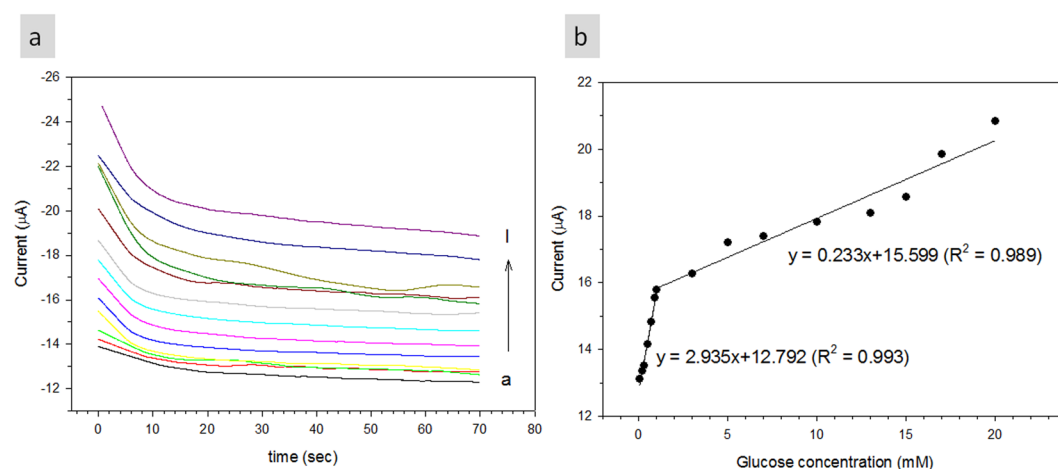 a
-26
-24
-22
-20
-18
-16
-14
-12
Current (μA)
0 10 20 30 40 50 60 70 80
time (sec)
l
a
b
22
20
18
16
14
12
Current (μA)
0 5 10 15 20
Glucose concentration (mM)
y = 0.233x+15.599 (R² = 0.989)
y = 2.935x+12.792 (R² = 0.993)